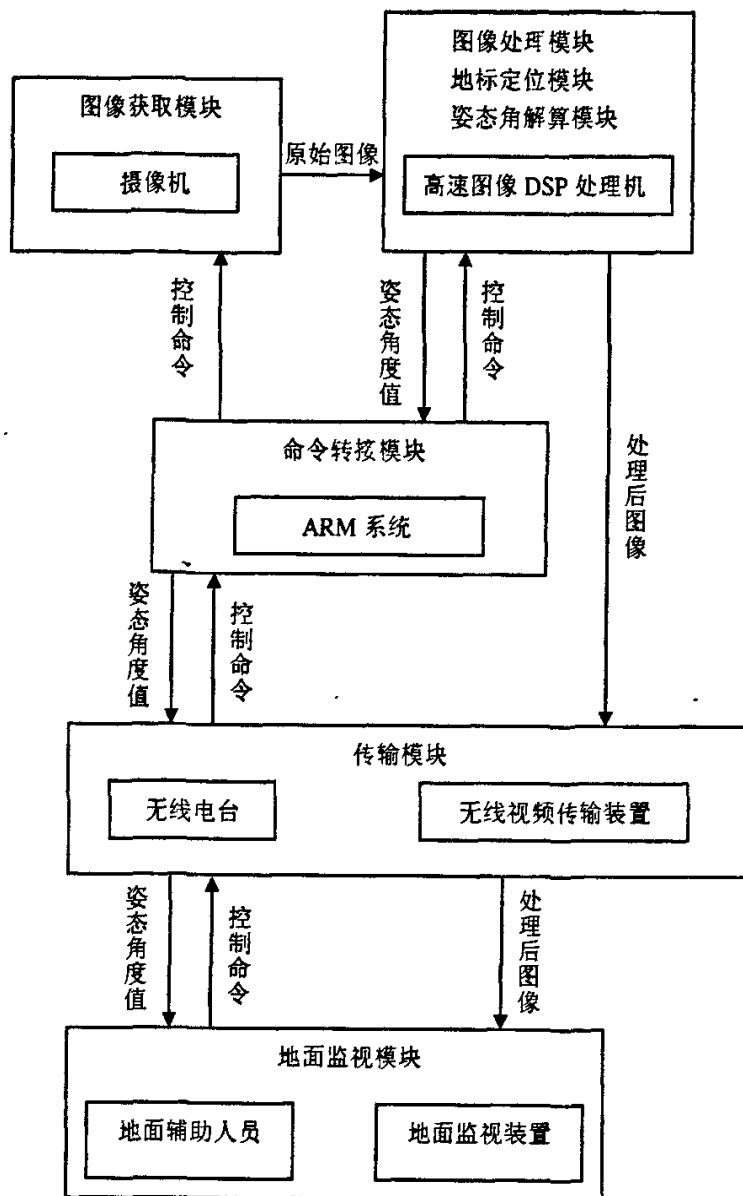 图像获取模块
摄像机
原始图像
图像处理模块
地标定位模块
姿态角解算模块
高速图像 DSP 处理机
控制命令
姿态角度值
控制命令
处理后图像
命令转接模块
ARM 系统
姿态角度值
控制命令
传输模块
无线电台
无线视频传输装置
姿态角度值
控制命令
处理后图像
地面监视模块
地面辅助人员
地面监视装置